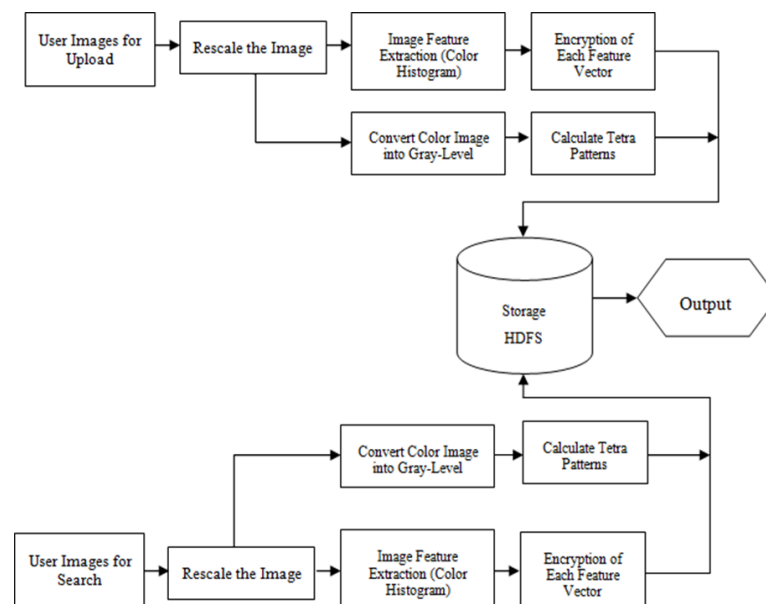 User Images for
Upload
Rescale the Image
Image Feature
Extraction (Color
Histogram)
Encryption of
Each Feature
Vector
Convert Color Image
into Gray-Level
Calculate Tetra
Patterns
Storage
HDFS
Output
Convert Color Image
into Gray-Level
Calculate Tetra
Patterns
User Images for
Search
Rescale the Image
Image Feature
Extraction (Color
Histogram)
Encryption of
Each Feature
Vector